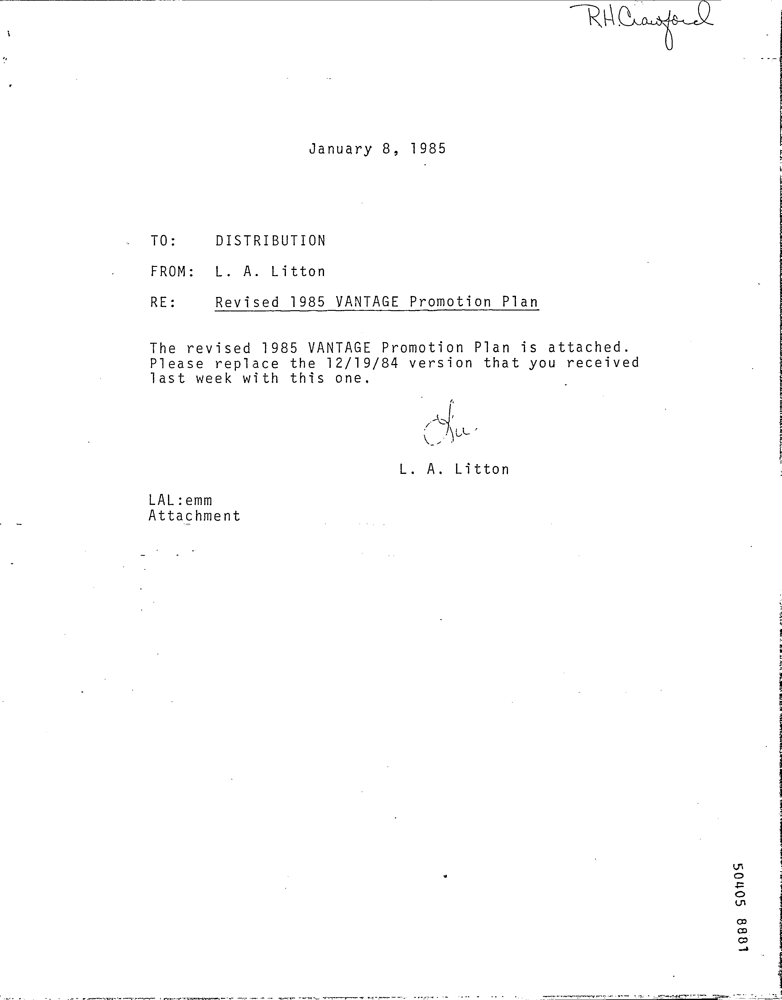 RHCrawford
January 8, 1985
TO: DISTRIBUTION
FROM: L. A. Litton
RE: Revised 1985 VANTAGE Promotion Plan
The revised 1985 VANTAGE Promotion Plan is attached.
Please replace the 12/19/84 version that you received
last week with this one.
L. A. Litton
LAL:emm
Attachment
50405 8881